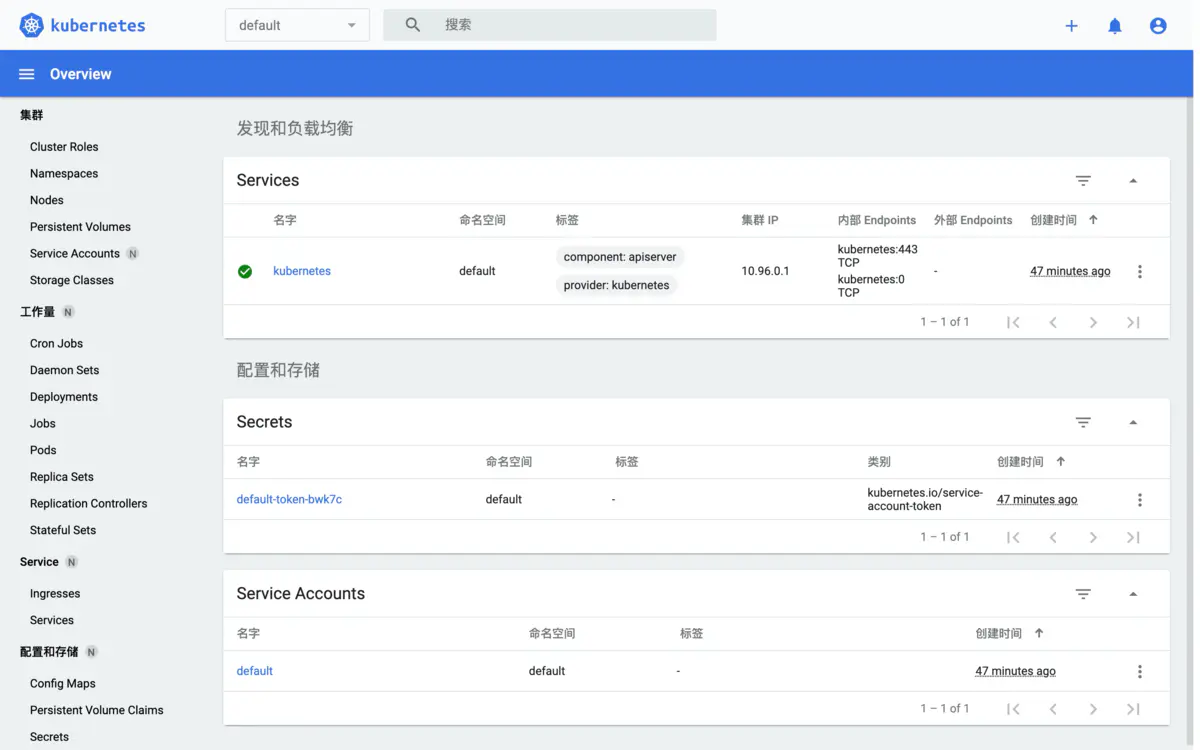 kubernetes
default
搜索
Overview
集群
Cluster Roles
Namespaces
Nodes
Persistent Volumes
Service Accounts N
Storage Classes
工作量 N
Cron Jobs
Daemon Sets
Deployments
Jobs
Pods
Replica Sets
Replication Controllers
Stateful Sets
Service N
Ingresses
Services
配置和存储 N
Config Maps
Persistent Volume Claims
Secrets
发现和负载均衡
Services
名字 命名空间 标签 集群 IP 内部 Endpoints 外部 Endpoints 创建时间
kubernetes default component: apiserver provider: kubernetes 10.96.0.1 kubernetes:443 TCP kubernetes:0 TCP - 47 minutes ago
1 – 1 of 1
配置和存储
Secrets
名字 命名空间 标签 类别 创建时间
default-token-bwk7c default - kubernetes.io/service-account-token 47 minutes ago
1 – 1 of 1
Service Accounts
名字 命名空间 标签 创建时间
default default - 47 minutes ago
1 – 1 of 1